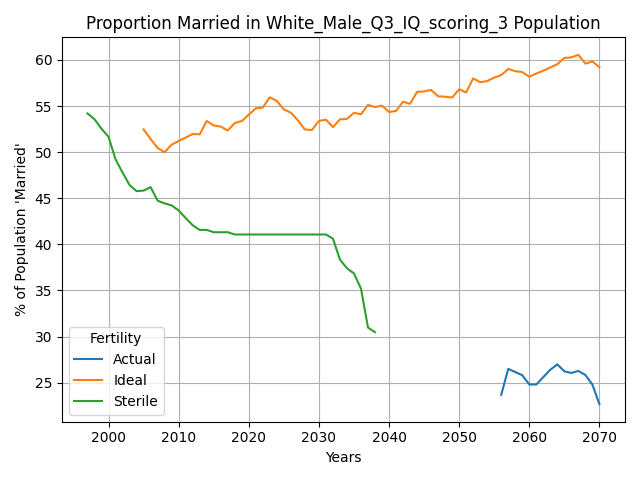 Proportion Married in White_Male_Q3_IQ_scoring_3 Population
% of Population 'Married'
60
55
50
45
40
35
30
25
Fertility
Actual
Ideal
Sterile
2000 2010 2020 2030 2040 2050 2060 2070
Years